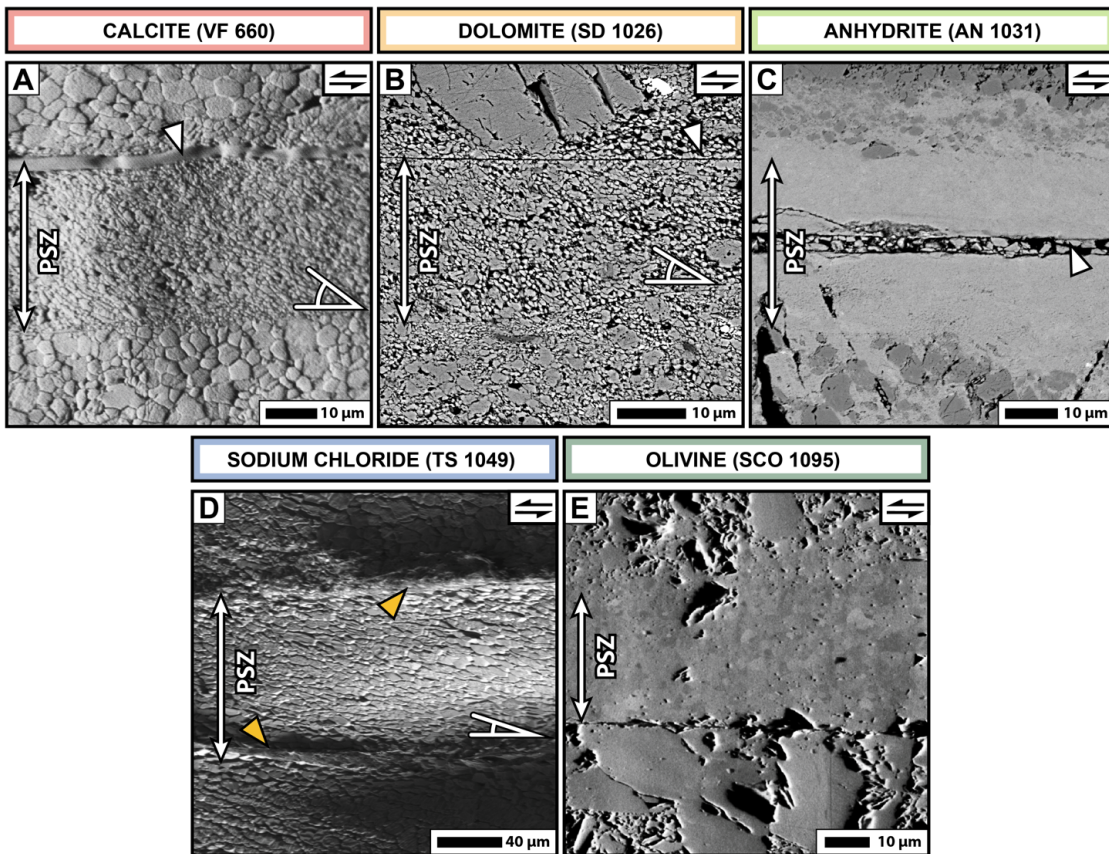 CALCITE (VF 660)
DOLOMITE (SD 1026)
ANHYDRITE (AN 1031)
A
PSZ
10 µm
B
PSZ
10 µm
C
PSZ
10 µm
SODIUM CHLORIDE (TS 1049)
OLIVINE (SCO 1095)
D
PSZ
40 µm
E
PSZ
10 µm